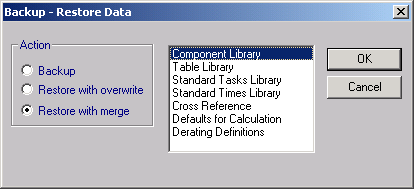 Backup - Restore Data
Action
Backup
Restore with overwrite
Restore with merge
Component Library
Table Library
Standard Tasks Library
Standard Times Library
Cross Reference
Defaults for Calculation
Derating Definitions
OK
Cancel